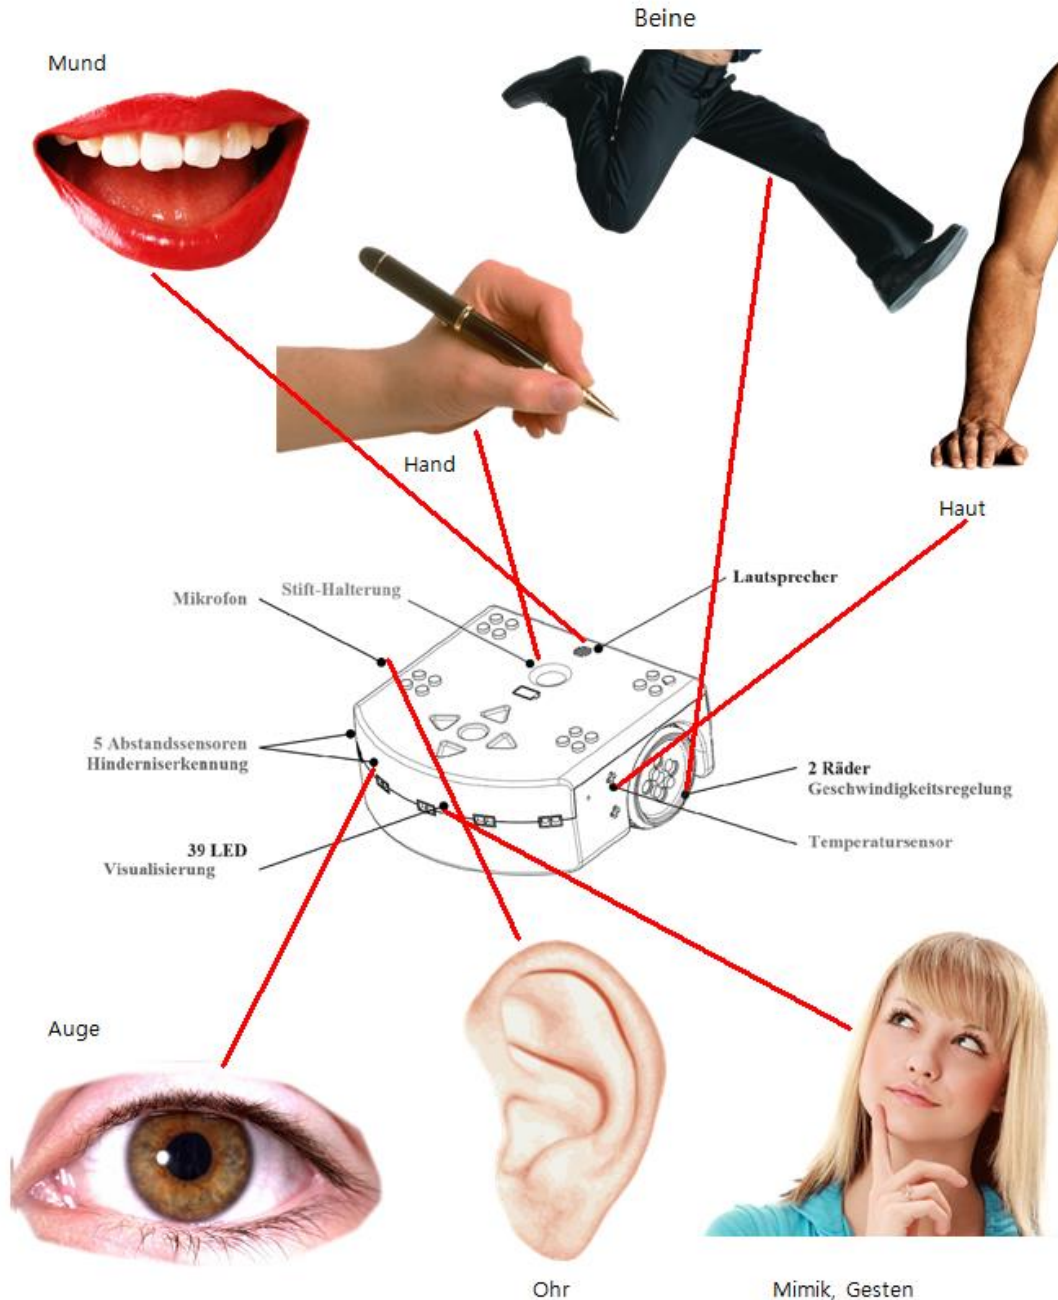 Beine
Mund
Hand
Haut
Lautsprecher
Stift-Halterung
Mikrofon
5 Abstandssensoren
Hinderniserkennung
2 Räder
Geschwindigkeitsregelung
Temperatursensor
39 LED
Visualisierung
Auge
Ohr
Mimik, Gesten